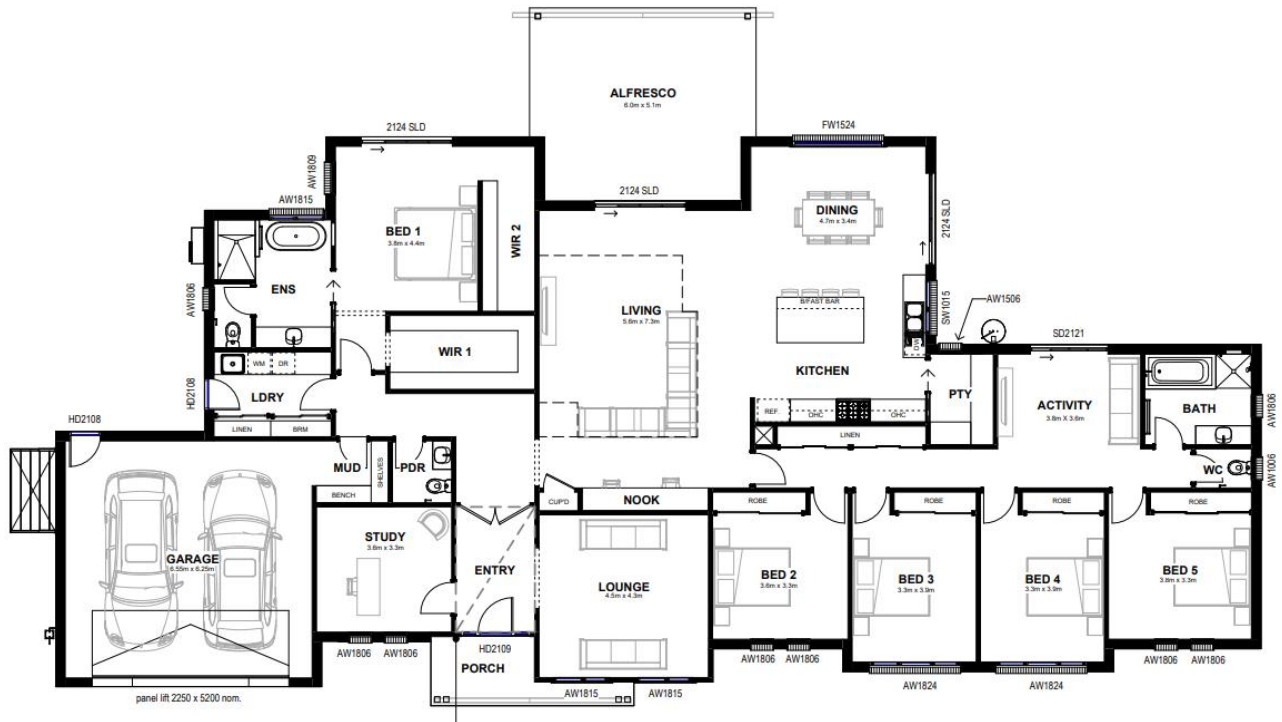 ALFRESCO
6.0m x 5.1m
2124 SLD
FW1524
AW1809
AW1815
2124 SLD
BED 1
3.8m x 4.4m
WIR 2
DINING
4.7m x 3.4m
2124 SLD
ENS
AW1806
LIVING
5.6m x 7.3m
B/FAST BAR
SW1015
AW1506
SD2121
WIR 1
DW
WM
DR
KITCHEN
LDRY
HD2108
PTY
ACTIVITY
3.8m x 3.6m
BATH
AW1806
REF.
OHC
OHC
HD2108
LINEN
BRM
LINEN
MUD
SHELVES
PDR
WC
AW1006
BENCH
CUP'D
NOOK
ROBE
ROBE
ROBE
ROBE
STUDY
3.6m x 3.3m
GARAGE
6.55m x 6.25m
ENTRY
LOUNGE
4.5m x 4.3m
BED 2
3.6m x 3.3m
BED 3
3.3m x 3.9m
BED 4
3.3m x 3.9m
BED 5
3.8m x 3.3m
AW1806
AW1806
HD2109
PORCH
AW1806
AW1806
AW1806
AW1806
AW1824
AW1824
AW1815
AW1815
panel lift 2250 x 5200 nom.